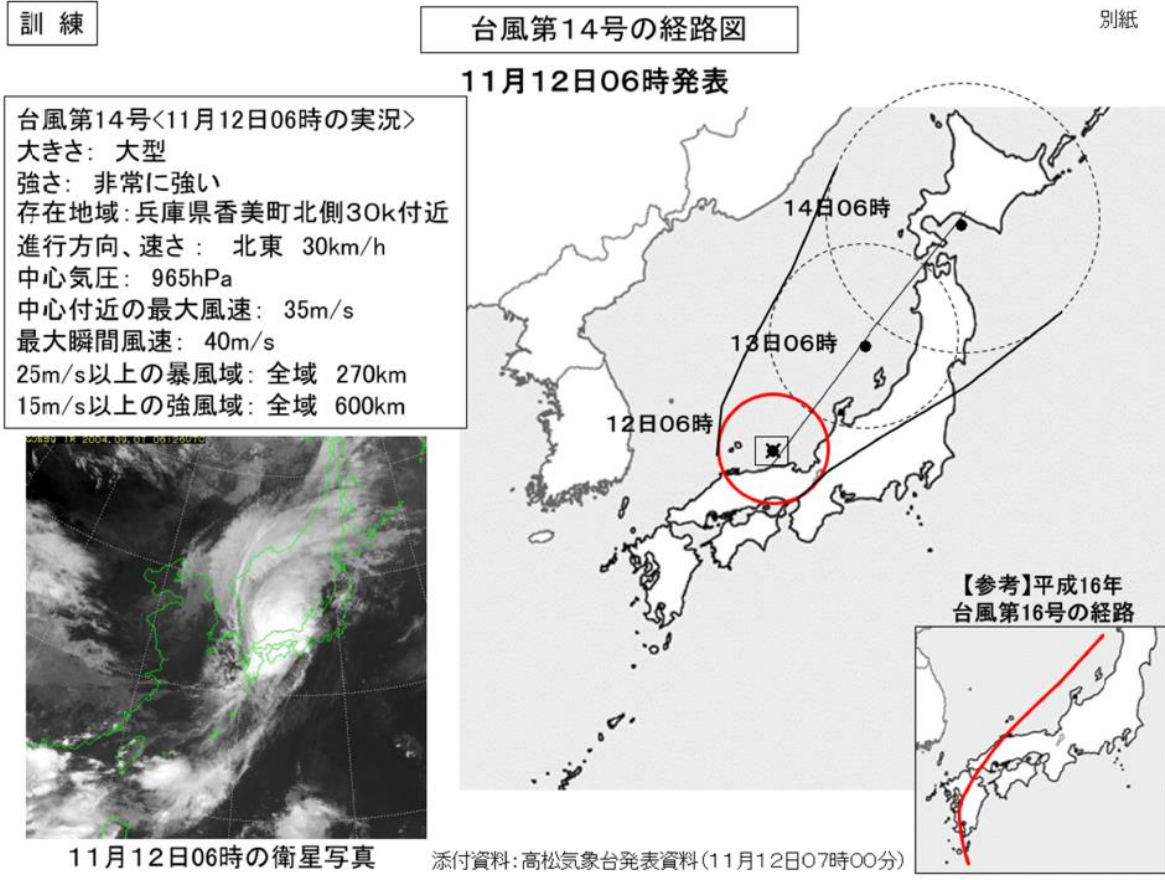 訓 練
台風第14号の経路図
別紙
11月12日06時発表
台風第14号<11月12日06時の実況>
大きさ: 大型
強さ: 非常に強い
存在地域:兵庫県香美町北側30k付近
進行方向、速さ: 北東 30km/h
中心気圧: 965hPa
中心付近の最大風速: 35m/s
最大瞬間風速: 40m/s
25m/s以上の暴風域: 全域 270km
15m/s以上の強風域: 全域 600km
14日06時
13日06時
12日06時
GOES9 IR 2004.09.01 06:26UTC
【参考】平成16年
台風第16号の経路
11月12日06時の衛星写真
添付資料:高松気象台発表資料(11月12日07時00分)